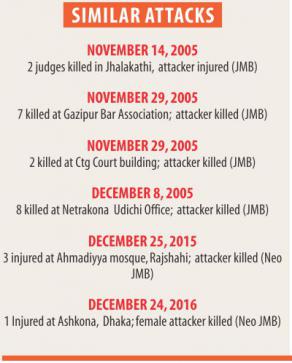 SIMILAR ATTACKS
NOVEMBER 14, 2005
2 judges killed in Jhalakathi, attacker injured (JMB)
NOVEMBER 29, 2005
7 killed at Gazipur Bar Association; attacker killed (JMB)
NOVEMBER 29, 2005
2 killed at Ctg Court building; attacker killed (JMB)
DECEMBER 8, 2005
8 killed at Netrakona Udichi Office; attacker killed (JMB)
DECEMBER 25, 2015
3 injured at Ahmadiyya mosque, Rajshahi; attacker killed (Neo
JMB)
DECEMBER 24, 2016
1 Injured at Ashkona, Dhaka; female attacker killed (Neo JMB)